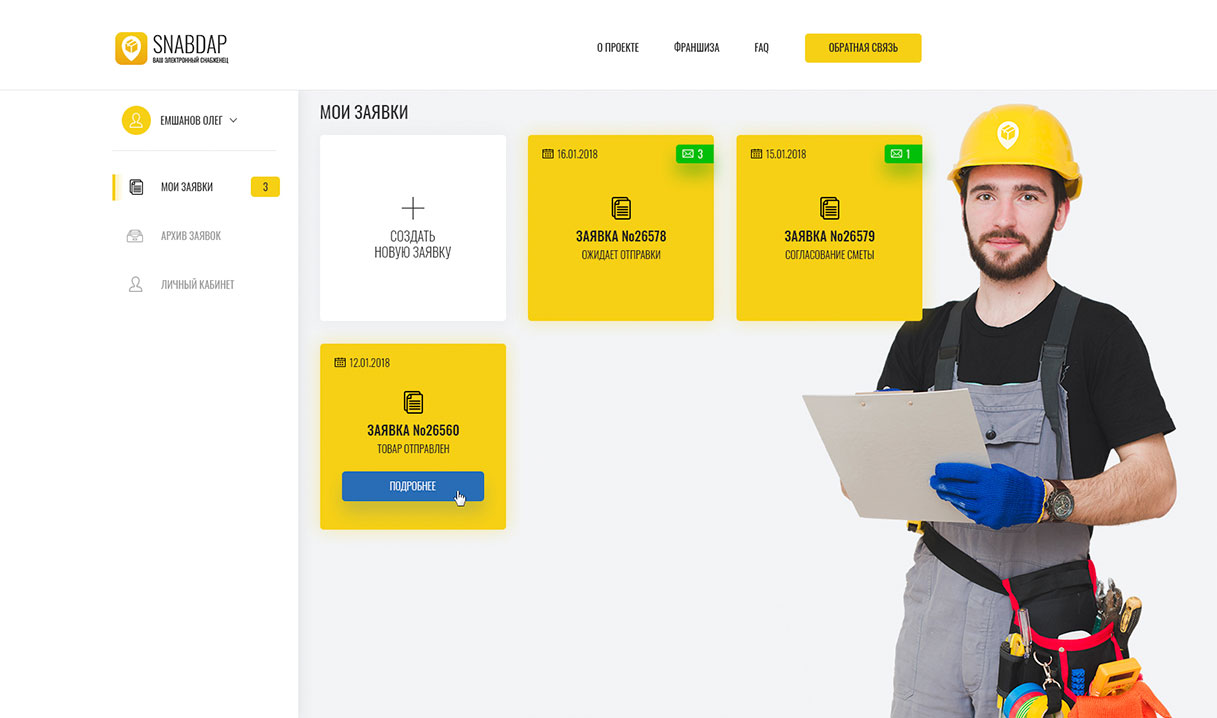 SNABDAP
ВАШ ЭЛЕКТРОННЫЙ СНАБЖЕНЕЦ
О ПРОЕКТЕ
ФРАНШИЗА
FAQ
ОБРАТНАЯ СВЯЗЬ
ЕМШАНОВ ОЛЕГ
МОИ ЗАЯВКИ
3
АРХИВ ЗАЯВОК
ЛИЧНЫЙ КАБИНЕТ
МОИ ЗАЯВКИ
СОЗДАТЬ
НОВУЮ ЗАЯВКУ
16.01.2018
3
ЗАЯВКА №26578
ОЖИДАЕТ ОТПРАВКИ
15.01.2018
1
ЗАЯВКА №26579
СОГЛАСОВАНИЕ СМЕТЫ
12.01.2018
ЗАЯВКА №26560
ТОВАР ОТПРАВЛЕН
ПОДРОБНЕЕ